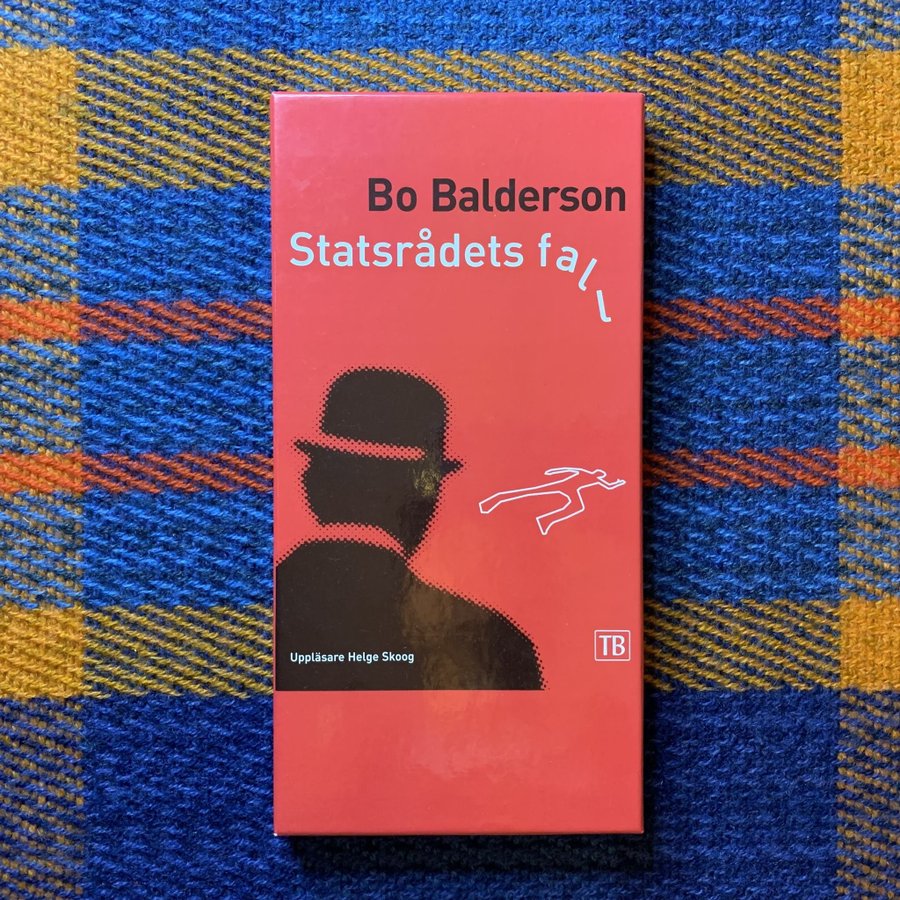 Bo Balderson
Statsrådets fall
Uppläsare Helge Skoog
TB